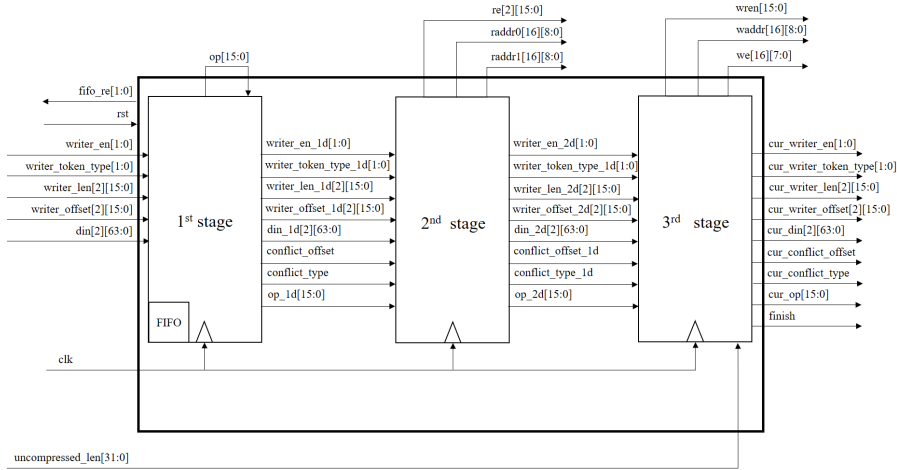 re[2][15:0]
raddr0[16][8:0]
raddr1[16][8:0]
wren[15:0]
waddr[16][8:0]
we[16][7:0]
op[15:0]
fifo_re[1:0]
rst
writer_en[1:0]
writer_token_type[1:0]
writer_len[2][15:0]
writer_offset[2][15:0]
din[2][63:0]
1st stage
FIFO
writer_en_1d[1:0]
writer_token_type_1d[1:0]
writer_len_1d[2][15:0]
writer_offset_1d[2][15:0]
din_1d[2][63:0]
conflict_offset
conflict_type
op_1d[15:0]
2nd stage
writer_en_2d[1:0]
writer_token_type_1d[1:0]
writer_len_2d[2][15:0]
writer_offset_2d[2][15:0]
din_2d[2][63:0]
conflict_offset_1d
conflict_type_1d
op_2d[15:0]
3rd stage
cur_writer_en[1:0]
cur_writer_token_type[1:0]
cur_writer_len[2][15:0]
cur_writer_offset[2][15:0]
cur_din[2][63:0]
cur_conflict_offset
cur_conflict_type
cur_op[15:0]
finish
clk
uncompressed_len[31:0]